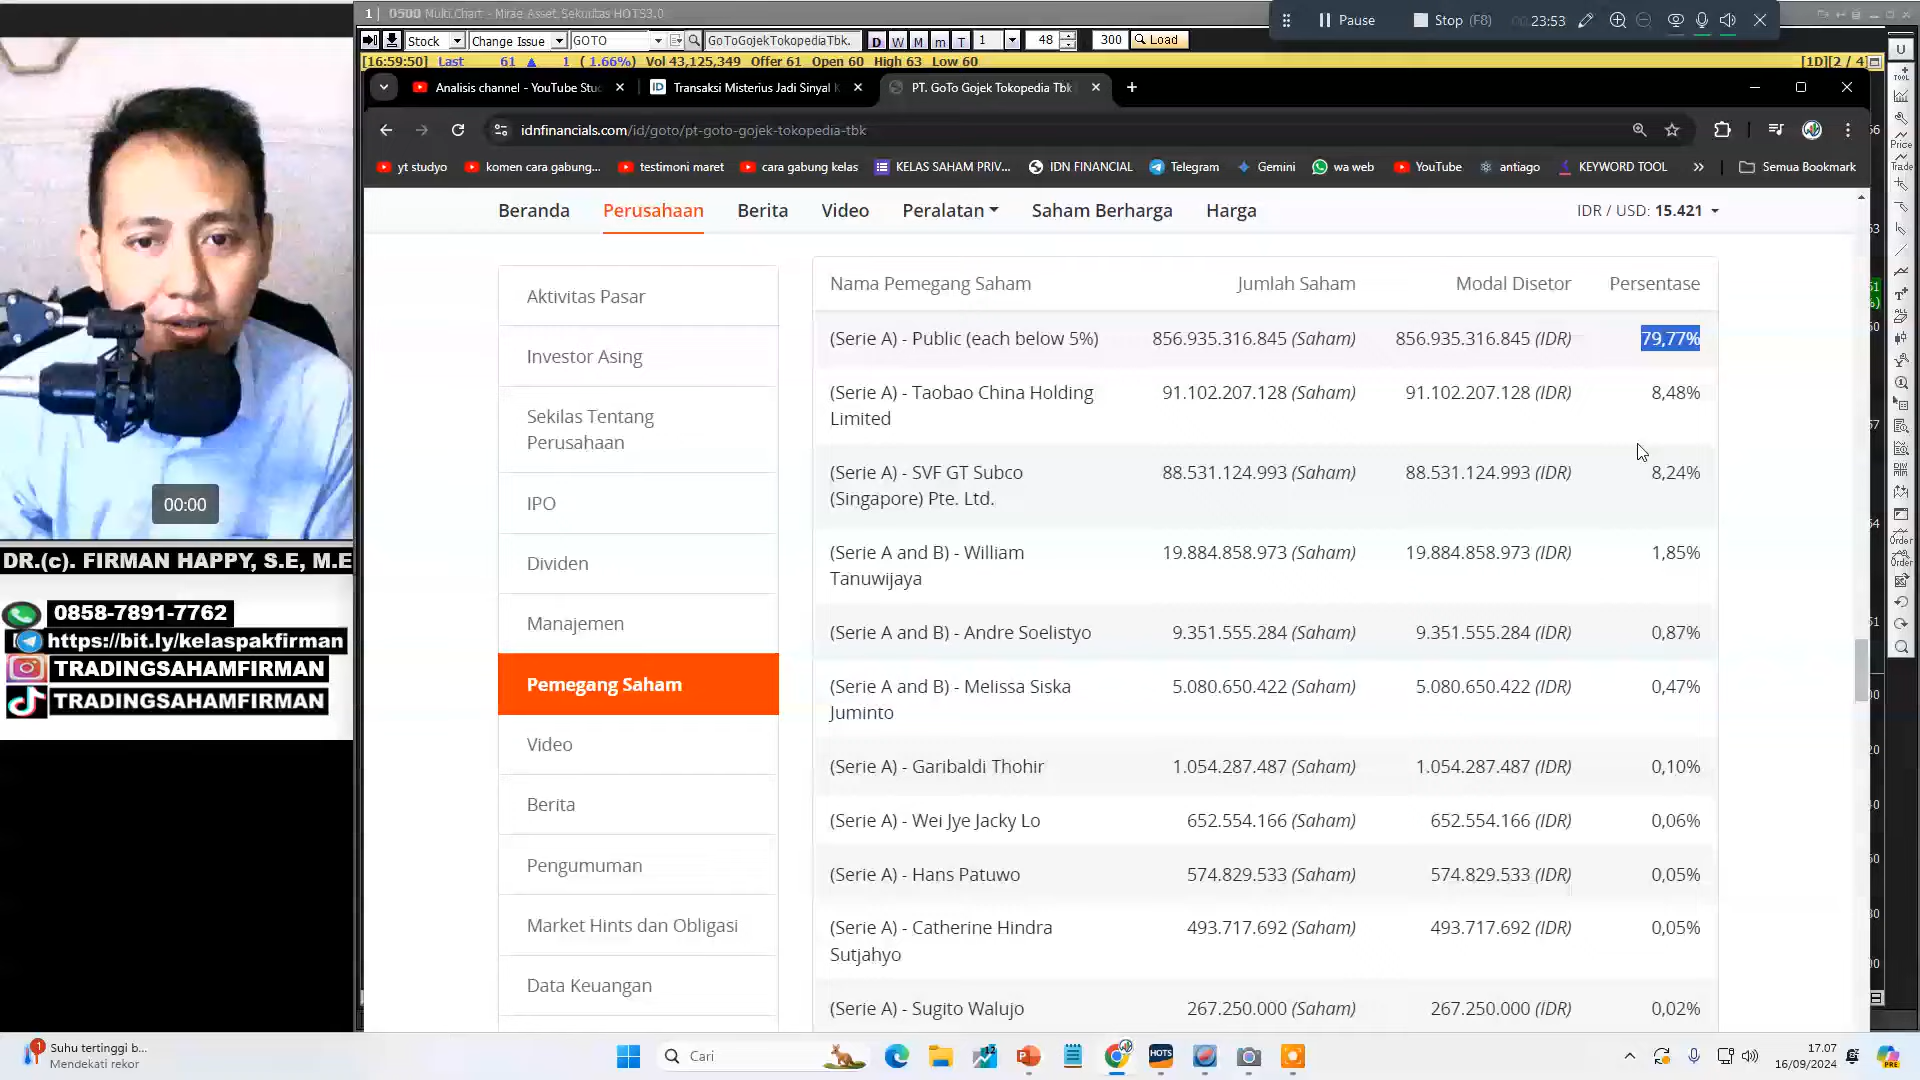 1 0500 Multi Chart - Mirae Asset Sekuritas HOTS3.0
Pause Stop (F8) 00:23:53
Stock Change Issue GOTO GoToGojekTokopediaTbk. D W M m T 1 48 300 Load
[16:59:50] Last 61 ▲ 1 ( 1.66%) Vol 43,125,349 Offer 61 Open 60 High 63 Low 60 [1D][2 / 4]
Analisis channel - YouTube Stu
Transaksi Misterius Jadi Sinyal
PT. GoTo Gojek Tokopedia Tbk
idnfinancials.com/id/goto/pt-goto-gojek-tokopedia-tbk
yt studyo
komen cara gabung...
testimoni maret
cara gabung kelas
KELAS SAHAM PRIV...
IDN FINANCIAL
Telegram
Gemini
wa web
YouTube
antiago
KEYWORD TOOL
Semua Bookmark
Beranda Perusahaan Berita Video Peralatan Saham Berharga Harga
IDR / USD: 15.421
Aktivitas Pasar
Investor Asing
Sekilas Tentang
Perusahaan
IPO
Dividen
Manajemen
Pemegang Saham
Video
Berita
Pengumuman
Market Hints dan Obligasi
Data Keuangan
Nama Pemegang Saham Jumlah Saham Modal Disetor Persentase
(Serie A) - Public (each below 5%) 856.935.316.845 (Saham) 856.935.316.845 (IDR) 79,77%
(Serie A) - Taobao China Holding 91.102.207.128 (Saham) 91.102.207.128 (IDR) 8,48%
Limited
(Serie A) - SVF GT Subco 88.531.124.993 (Saham) 88.531.124.993 (IDR) 8,24%
(Singapore) Pte. Ltd.
(Serie A and B) - William 19.884.858.973 (Saham) 19.884.858.973 (IDR) 1,85%
Tanuwijaya
(Serie A and B) - Andre Soelistyo 9.351.555.284 (Saham) 9.351.555.284 (IDR) 0,87%
(Serie A and B) - Melissa Siska 5.080.650.422 (Saham) 5.080.650.422 (IDR) 0,47%
Juminto
(Serie A) - Garibaldi Thohir 1.054.287.487 (Saham) 1.054.287.487 (IDR) 0,10%
(Serie A) - Wei Jye Jacky Lo 652.554.166 (Saham) 652.554.166 (IDR) 0,06%
(Serie A) - Hans Patuwo 574.829.533 (Saham) 574.829.533 (IDR) 0,05%
(Serie A) - Catherine Hindra 493.717.692 (Saham) 493.717.692 (IDR) 0,05%
Sutjahyo
(Serie A) - Sugito Walujo 267.250.000 (Saham) 267.250.000 (IDR) 0,02%
00:00
DR.(c). FIRMAN HAPPY, S.E, M.E
0858-7891-7762
https://bit.ly/kelaspakfirman
TRADINGSAHAMFIRMAN
TRADINGSAHAMFIRMAN
U
TOOL
Price
Trade
Order
Order
1
Suhu tertinggi b...
Mendekati rekor
Cari
12
HOTS
17.07
16/09/2024
PRE